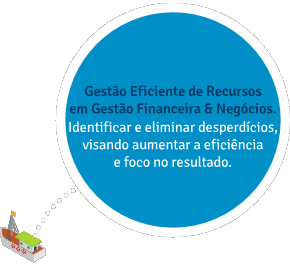 Gestão Eficiente de Recursos
em Gestão Financeira & Negócios.
Identificar e eliminar desperdícios,
visando aumentar a eficiência
e foco no resultado.